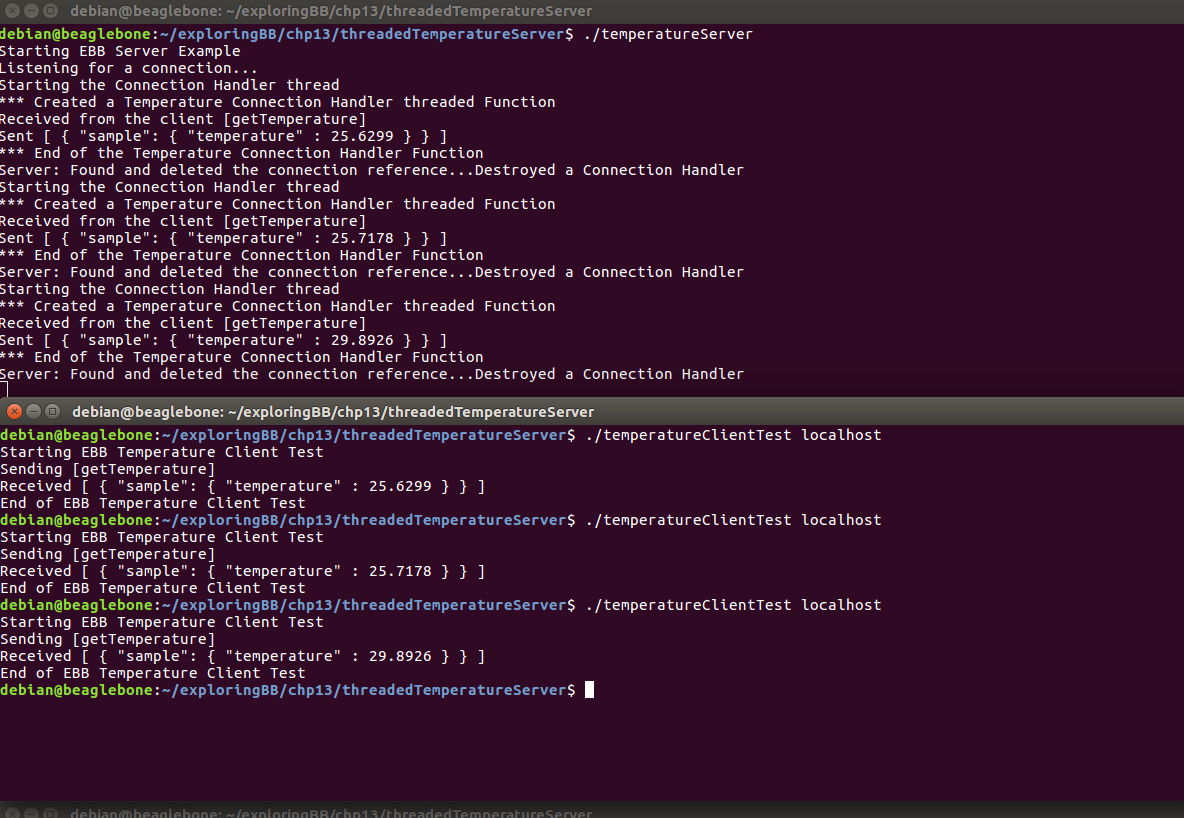 debian@beaglebone: ~/exploringBB/chp13/threadedTemperatureServer
debian@beaglebone:~/exploringBB/chp13/threadedTemperatureServer$ ./temperatureServer
Starting EBB Server Example
Listening for a connection...
Starting the Connection Handler thread
*** Created a Temperature Connection Handler threaded Function
Received from the client [getTemperature]
Sent [ { "sample": { "temperature" : 25.6299 } } ]
*** End of the Temperature Connection Handler Function
Server: Found and deleted the connection reference...Destroyed a Connection Handler
Starting the Connection Handler thread
*** Created a Temperature Connection Handler threaded Function
Received from the client [getTemperature]
Sent [ { "sample": { "temperature" : 25.7178 } } ]
*** End of the Temperature Connection Handler Function
Server: Found and deleted the connection reference...Destroyed a Connection Handler
Starting the Connection Handler thread
*** Created a Temperature Connection Handler threaded Function
Received from the client [getTemperature]
Sent [ { "sample": { "temperature" : 29.8926 } } ]
*** End of the Temperature Connection Handler Function
Server: Found and deleted the connection reference...Destroyed a Connection Handler
debian@beaglebone: ~/exploringBB/chp13/threadedTemperatureServer
debian@beaglebone:~/exploringBB/chp13/threadedTemperatureServer$ ./temperatureClientTest localhost
Starting EBB Temperature Client Test
Sending [getTemperature]
Received [ { "sample": { "temperature" : 25.6299 } } ]
End of EBB Temperature Client Test
debian@beaglebone:~/exploringBB/chp13/threadedTemperatureServer$ ./temperatureClientTest localhost
Starting EBB Temperature Client Test
Sending [getTemperature]
Received [ { "sample": { "temperature" : 25.7178 } } ]
End of EBB Temperature Client Test
debian@beaglebone:~/exploringBB/chp13/threadedTemperatureServer$ ./temperatureClientTest localhost
Starting EBB Temperature Client Test
Sending [getTemperature]
Received [ { "sample": { "temperature" : 29.8926 } } ]
End of EBB Temperature Client Test
debian@beaglebone:~/exploringBB/chp13/threadedTemperatureServer$
debian@beaglebone: ~/exploringBB/chp13/threadedTemperatureServer